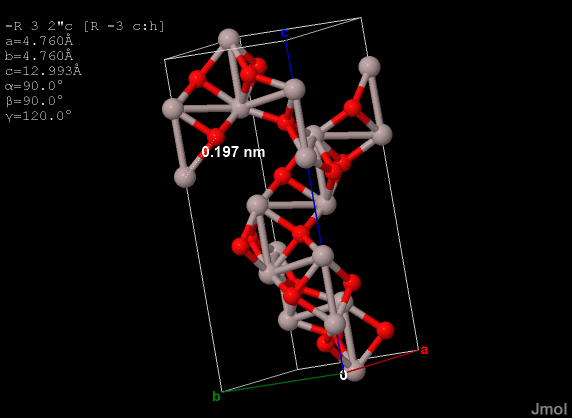 -R 3 2"c [R -3 c:h]
a=4.760Å
b=4.760Å
c=12.993Å
α=90.0°
β=90.0°
γ=120.0°
c
0.197 nm
a
0
b
Jmol